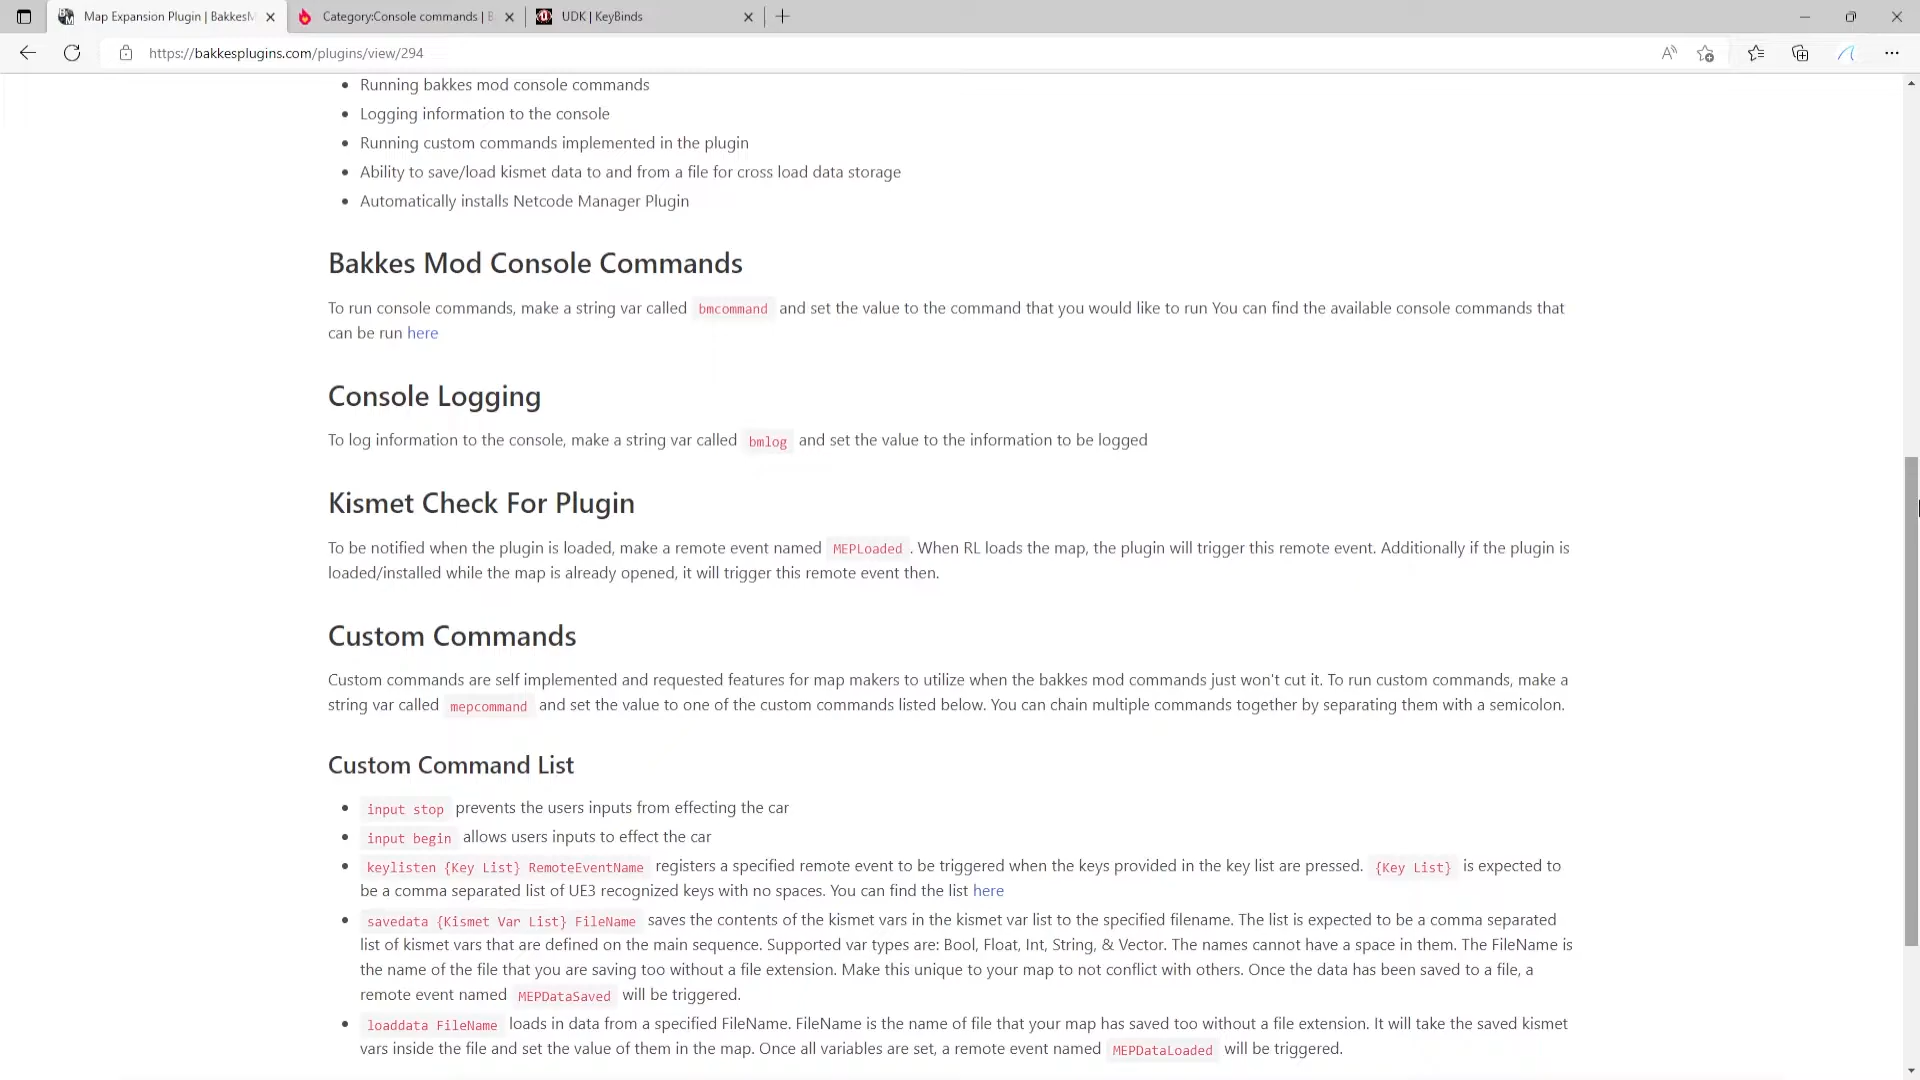 Map Expansion Plugin | BakkesM
Category:Console commands | B
UDK | KeyBinds
https://bakkesplugins.com/plugins/view/294
Running bakkes mod console commands
Logging information to the console
Running custom commands implemented in the plugin
Ability to save/load kismet data to and from a file for cross load data storage
Automatically installs Netcode Manager Plugin
Bakkes Mod Console Commands
To run console commands, make a string var called bmcommand and set the value to the command that you would like to run You can find the available console commands that
can be run here
Console Logging
To log information to the console, make a string var called bmlog and set the value to the information to be logged
Kismet Check For Plugin
To be notified when the plugin is loaded, make a remote event named MEPLoaded . When RL loads the map, the plugin will trigger this remote event. Additionally if the plugin is
loaded/installed while the map is already opened, it will trigger this remote event then.
Custom Commands
Custom commands are self implemented and requested features for map makers to utilize when the bakkes mod commands just won't cut it. To run custom commands, make a
string var called mepcommand and set the value to one of the custom commands listed below. You can chain multiple commands together by separating them with a semicolon.
Custom Command List
input stop prevents the users inputs from effecting the car
input begin allows users inputs to effect the car
keylisten {Key List} RemoteEventName registers a specified remote event to be triggered when the keys provided in the key list are pressed. {Key List} is expected to
be a comma separated list of UE3 recognized keys with no spaces. You can find the list here
savedata {Kismet Var List} FileName saves the contents of the kismet vars in the kismet var list to the specified filename. The list is expected to be a comma separated
list of kismet vars that are defined on the main sequence. Supported var types are: Bool, Float, Int, String, & Vector. The names cannot have a space in them. The FileName is
the name of the file that you are saving too without a file extension. Make this unique to your map to not conflict with others. Once the data has been saved to a file, a
remote event named MEPDataSaved will be triggered.
loaddata FileName loads in data from a specified FileName. FileName is the name of file that your map has saved too without a file extension. It will take the saved kismet
vars inside the file and set the value of them in the map. Once all variables are set, a remote event named MEPDataLoaded will be triggered.